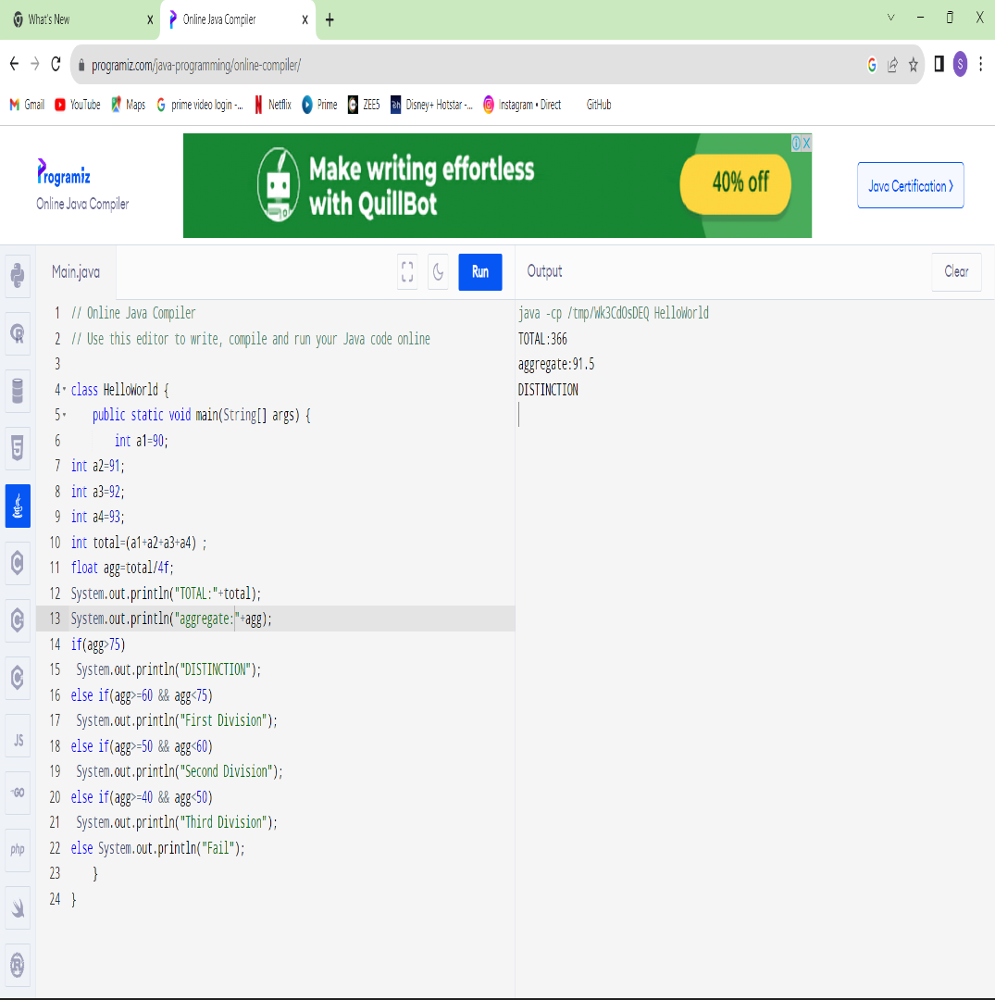 What's New
Online Java Compiler
programiz.com/java-programming/online-compiler/
S
Gmail YouTube Maps prime video login -... Netflix Prime ZEE5 Disney+ Hotstar -... Instagram • Direct GitHub
Programiz
Online Java Compiler
Make writing effortless
with QuillBot
40% off
Java Certification
Main.java
Run
Output
Clear
1 // Online Java Compiler
2 // Use this editor to write, compile and run your Java code online
3
4 class HelloWorld {
5 public static void main(String[] args) {
6 int a1=90;
7 int a2=91;
8 int a3=92;
9 int a4=93;
10 int total=(a1+a2+a3+a4) ;
11 float agg=total/4f;
12 System.out.println("TOTAL:"+total);
13 System.out.println("aggregate:"+agg);
14 if(agg>75)
15 System.out.println("DISTINCTION");
16 else if(agg>=60 && agg<75)
17 System.out.println("First Division");
18 else if(agg>=50 && agg<60)
19 System.out.println("Second Division");
20 else if(agg>=40 && agg<50)
21 System.out.println("Third Division");
22 else System.out.println("Fail");
23 }
24 }
java -cp /tmp/Wk3CdOsDEQ HelloWorld
TOTAL:366
aggregate:91.5
DISTINCTION
R
5
C
C
C
JS
GO
php
R